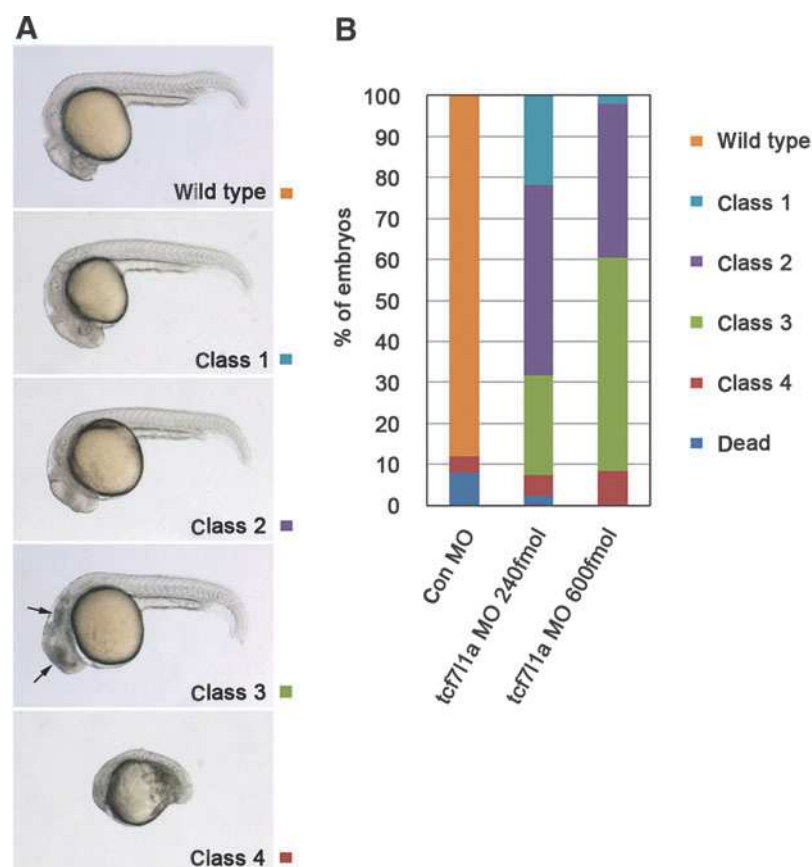 A
Wild type
Class 1
Class 2
Class 3
Class 4
B
% of embryos
100
90
80
70
60
50
40
30
20
10
0
Con MO
tcf7l1a MO 240fmol
tcf7l1a MO 600fmol
Wild type
Class 1
Class 2
Class 3
Class 4
Dead